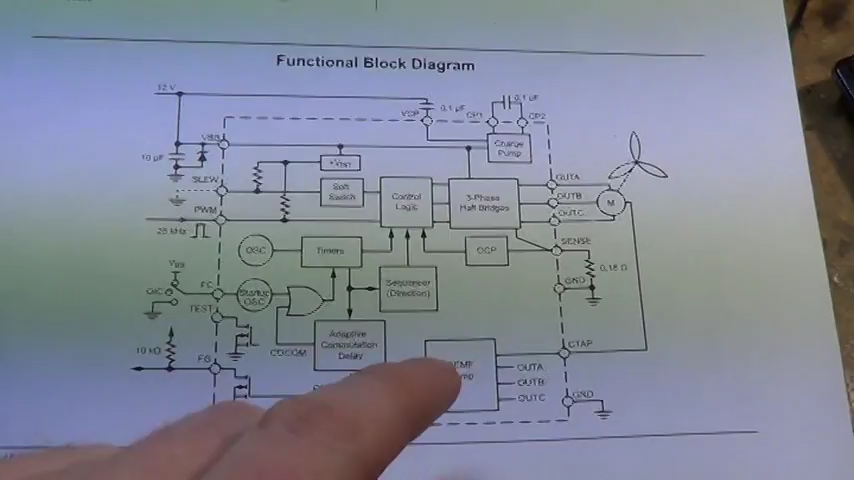 Functional Block Diagram
12 V
0.1 µF
0.1 µF
VCP
CP1
CP2
VBB
Charge
Pump
10 µF
SLEW
Soft
Switch
Control
Logic
3-Phase
Half Bridges
OUTA
OUTB
OUTC
M
PWM
25 kHz
OSC
Timers
OCP
SENSE
0.18 Ω
VBB
O/C
FC
Startup
OSC
Sequencer
(Direction)
GND
TEST
CDCOM
Adaptive
Commutation
Delay
10 kΩ
FG
CTAP
OUTA
OUTB
OUTC
GND